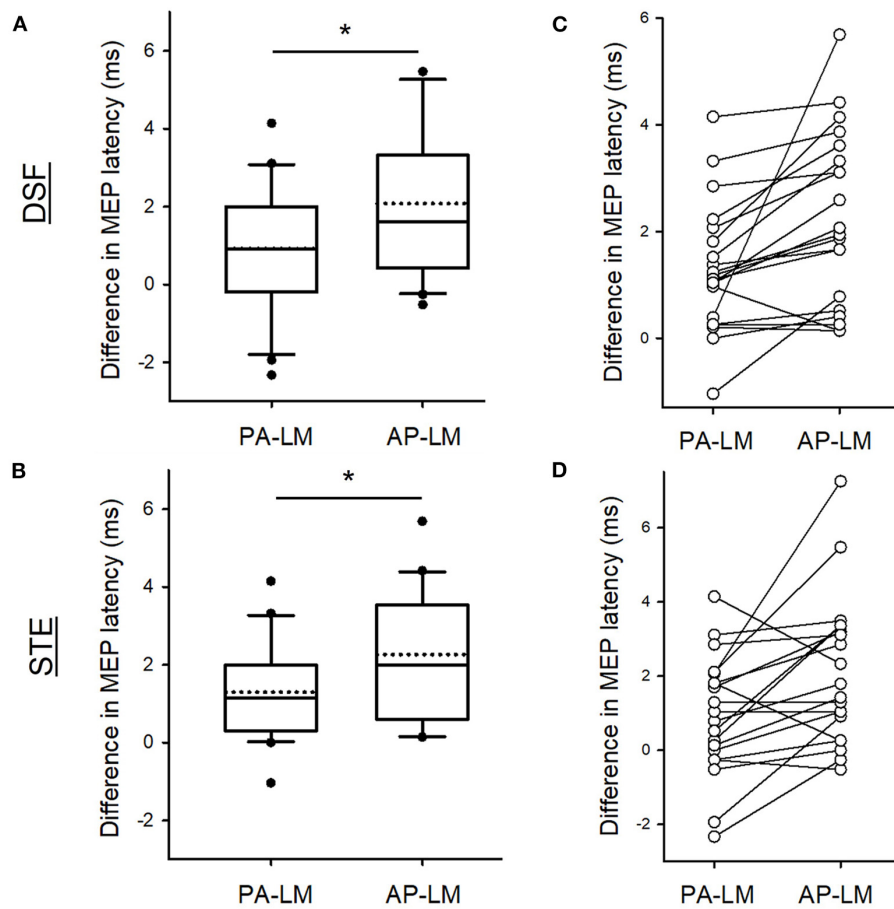 A
DSF
Difference in MEP latency (ms)
6
4
2
0
-2
*
PA-LM AP-LM
C
Difference in MEP latency (ms)
6
4
2
0
PA-LM AP-LM
B
STE
Difference in MEP latency (ms)
6
4
2
0
-2
*
PA-LM AP-LM
D
Difference in MEP latency (ms)
6
4
2
0
-2
PA-LM AP-LM